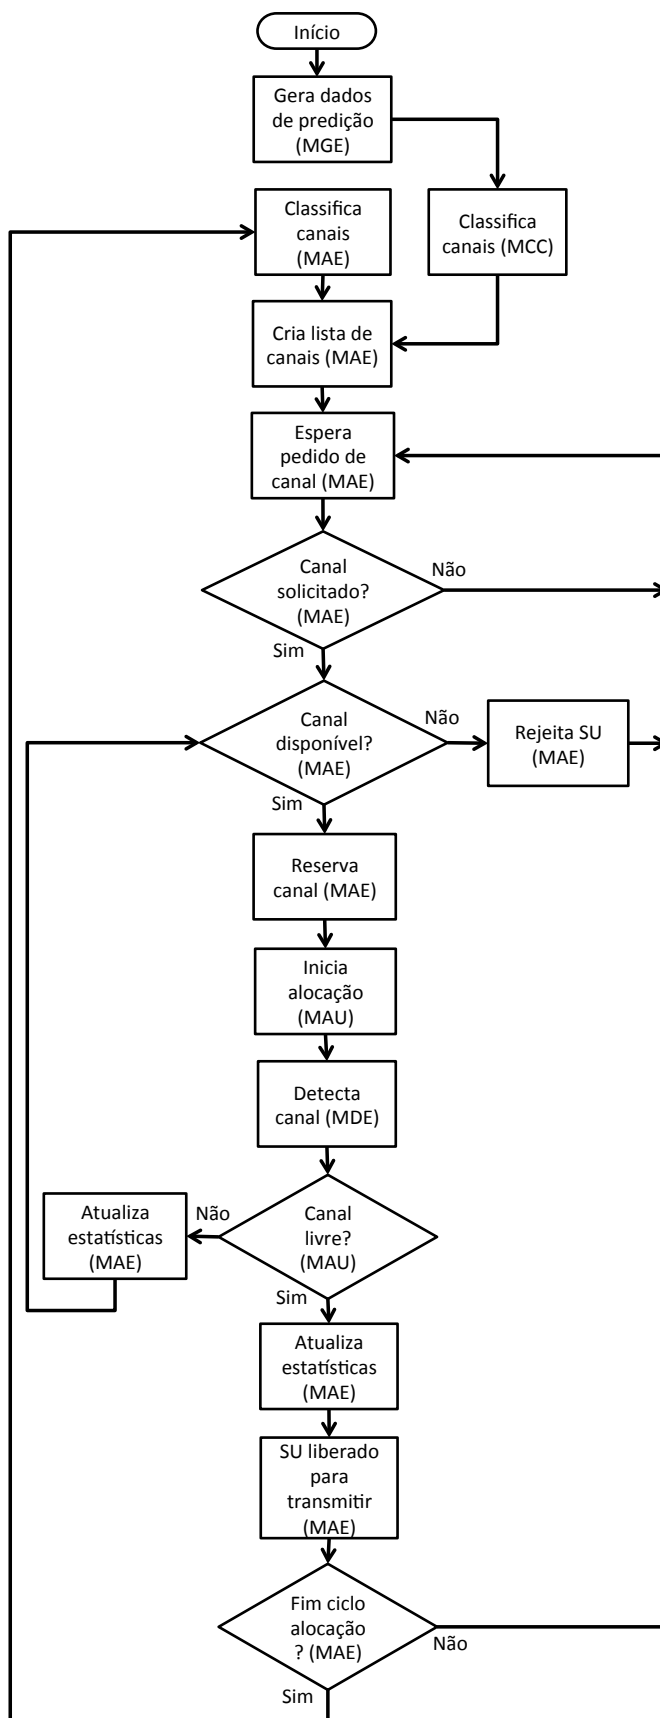 Início
Gera dados
de predição
(MGE)
Classifica
canais
(MAE)
Classifica
canais (MCC)
Cria lista de
canais (MAE)
Espera
pedido de
canal (MAE)
Canal
solicitado?
(MAE)
Não
Sim
Canal
disponível?
(MAE)
Não
Rejeita SU
(MAE)
Sim
Reserva
canal (MAE)
Inicia
alocação
(MAU)
Detecta
canal (MDE)
Canal
livre?
(MAU)
Não
Atualiza
estatísticas
(MAE)
Sim
Atualiza
estatísticas
(MAE)
SU liberado
para
transmitir
(MAE)
Fim ciclo
alocação
? (MAE)
Não
Sim